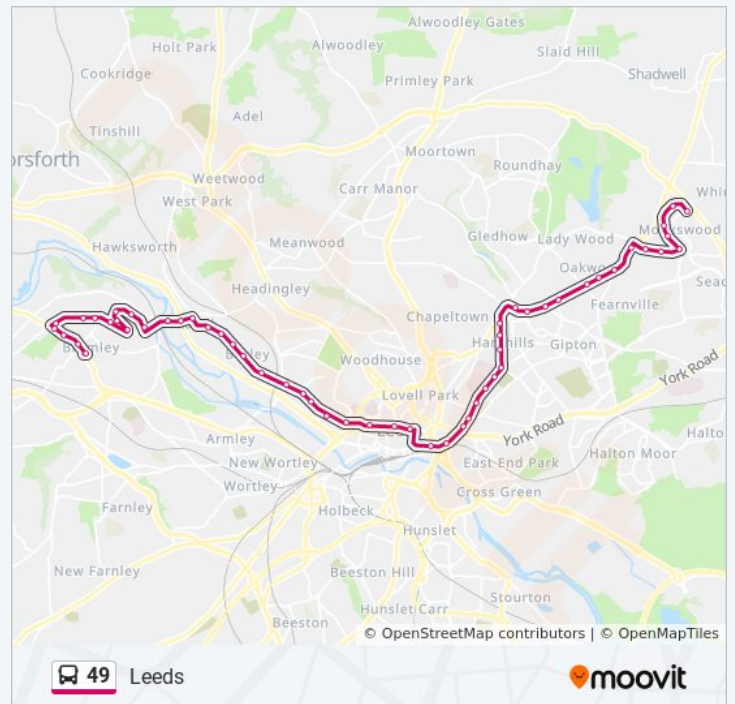 Alwoodley Gates
Holt Park
Alwoodley
Slaid Hill
Cookridge
Primley Park
Shadwell
Adel
Tinshill
Moortown
orsforth
Roundhay
Weetwood
Carr Manor
Whin
West Park
Gledhow
Lady Wood
Hawksworth
Meanwood
Oakwo
Seac
Headingley
Fearnville
Chapeltown
Gipton
Woodhouse
York Road
Lovell Park
Armley
York Road
Halto
Halton Moor
New Wortley
East End Park
Wortley
Cross Green
Farnley
Holbeck
Hunslet
New Farnley
Beeston Hill
Stourton
Hunslet Carr
Beeston
© OpenStreetMap contributors | © OpenMapTiles
49 Leeds
moovit